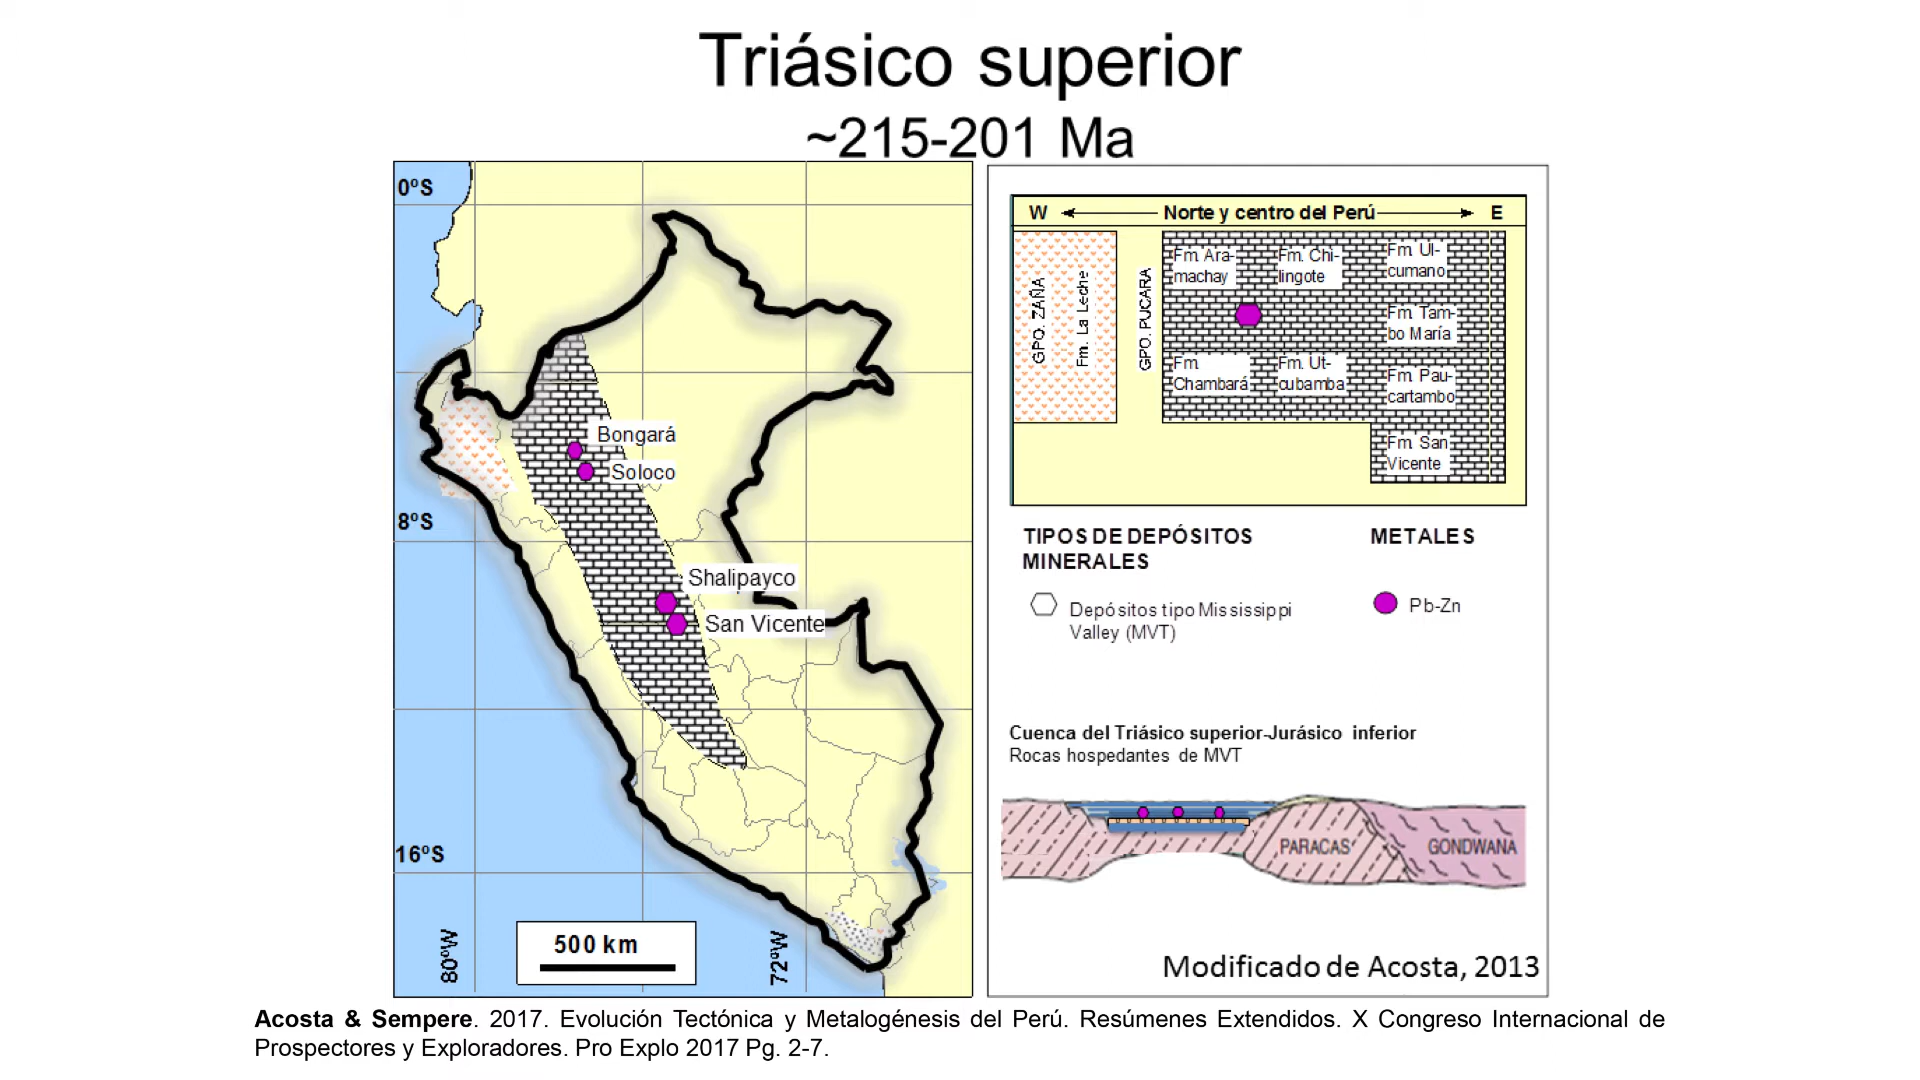 Triásico superior
~215-201 Ma
0ºS
8ºS
16ºS
80ºW
72ºW
Bongará
Soloco
Shalipayco
San Vicente
500 km
W
Norte y centro del Perú
E
GPO. ZAÑA
Fm. La Leche
GPO. PUCARA
Fm. Ara-
machay
Fm. Chi-
lingote
Fm. Ul-
cumano
Fm. Tam-
bo María
Fm.
Chambará
Fm. Ut-
cubamba
Fm. Pau-
cartambo
Fm. San
Vicente
TIPOS DE DEPÓSITOS
MINERALES
METALES
Depósitos tipo Mississippi
Valley (MVT)
Pb-Zn
Cuenca del Triásico superior-Jurásico inferior
Rocas hospedantes de MVT
PARACAS
GONDWANA
Modificado de Acosta, 2013
Acosta & Sempere. 2017. Evolución Tectónica y Metalogénesis del Perú. Resúmenes Extendidos. X Congreso Internacional de
Prospectores y Exploradores. Pro Explo 2017 Pg. 2-7.